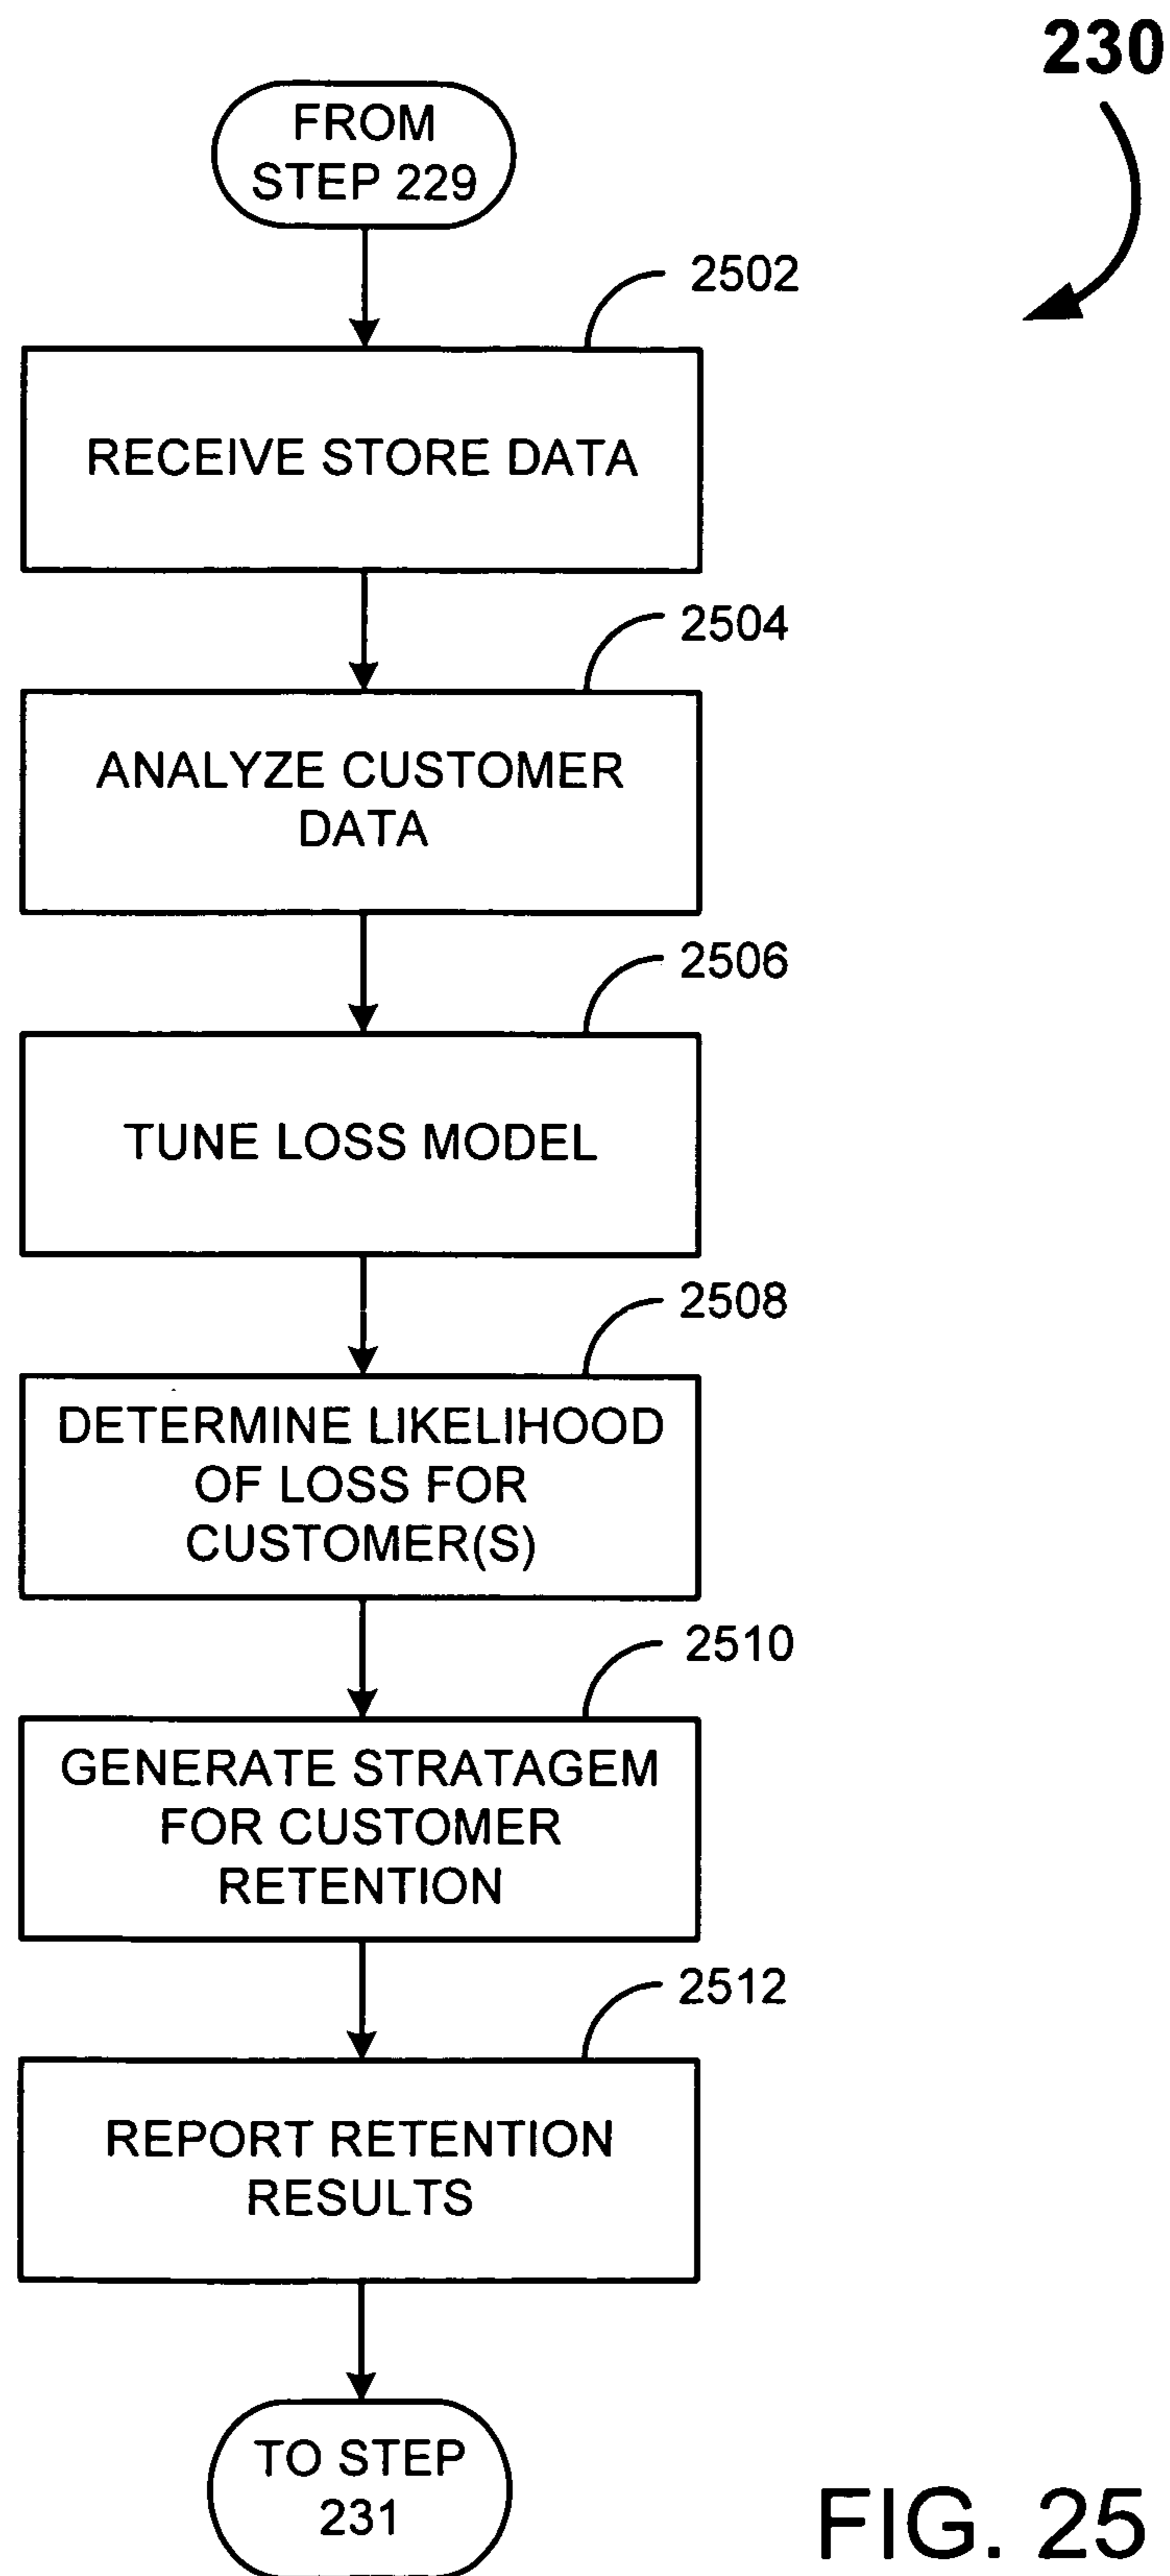 230
FROM
STEP 229
2502
RECEIVE STORE DATA
2504
ANALYZE CUSTOMER
DATA
2506
TUNE LOSS MODEL
2508
DETERMINE LIKELIHOOD
OF LOSS FOR
CUSTOMER(S)
2510
GENERATE STRATAGEM
FOR CUSTOMER
RETENTION
2512
REPORT RETENTION
RESULTS
TO STEP
231
FIG. 25